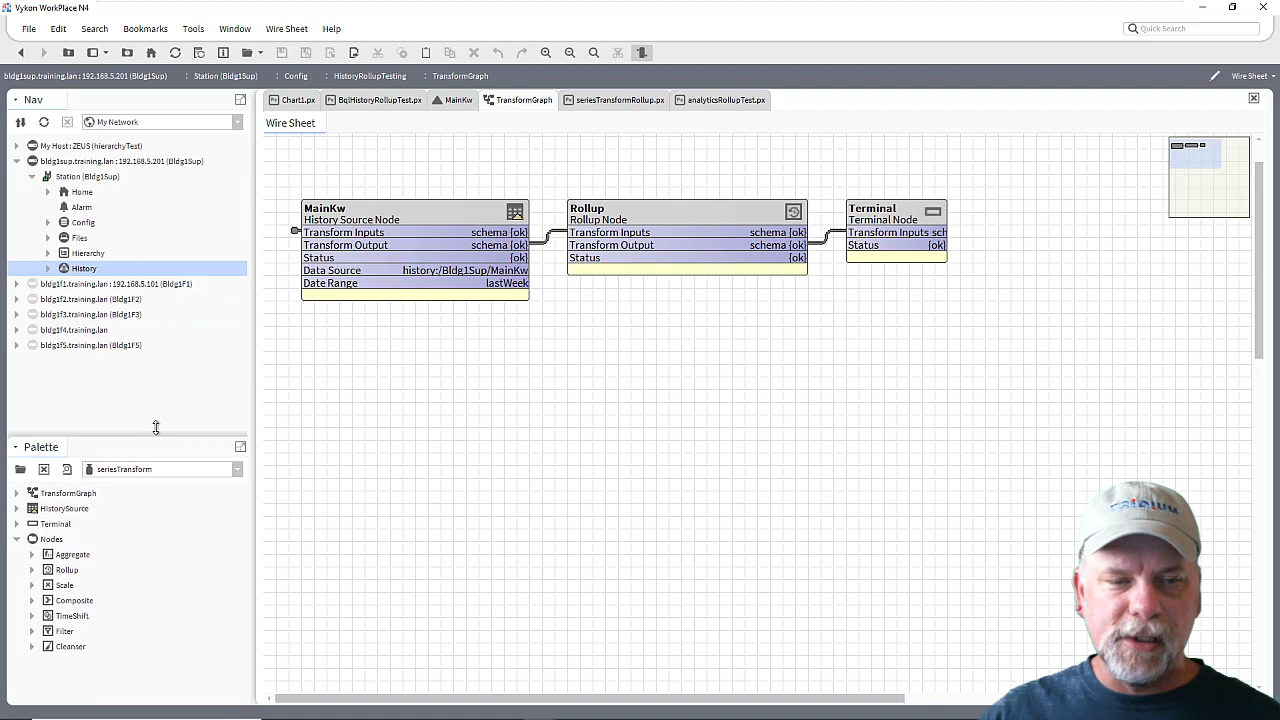 Vykon WorkPlace N4
File Edit Search Bookmarks Tools Window Wire Sheet Help
Quick Search
bldg1sup.training.lan : 192.168.5.201 (Bldg1Sup) : Station (Bldg1Sup) : Config : HistoryRollupTesting : TransformGraph
Wire Sheet
Nav
My Network
My Host : ZEUS (hierarchyTest)
bldg1sup.training.lan : 192.168.5.201 (Bldg1Sup)
Station (Bldg1Sup)
Home
Alarm
Config
Files
Hierarchy
History
bldg1f1.training.lan : 192.168.5.101 (Bldg1F1)
bldg1f2.training.lan (Bldg1F2)
bldg1f3.training.lan (Bldg1F3)
bldg1f4.training.lan
bldg1f5.training.lan (Bldg1F5)
Palette
seriesTransform
TransformGraph
HistorySource
Terminal
Nodes
Aggregate
Rollup
Scale
Composite
TimeShift
Filter
Cleanser
Chart1.px BqlHistoryRollupTest.px MainKw TransformGraph seriesTransformRollup.px analyticsRollupTest.px
Wire Sheet
MainKw
History Source Node
Transform Inputs schema {ok}
Transform Output schema {ok}
Status {ok}
Data Source history:/Bldg1Sup/MainKw
Date Range lastWeek
Rollup
Rollup Node
Transform Inputs schema {ok}
Transform Output schema {ok}
Status {ok}
Terminal
Terminal Node
Transform Inputs sch
Status {ok}